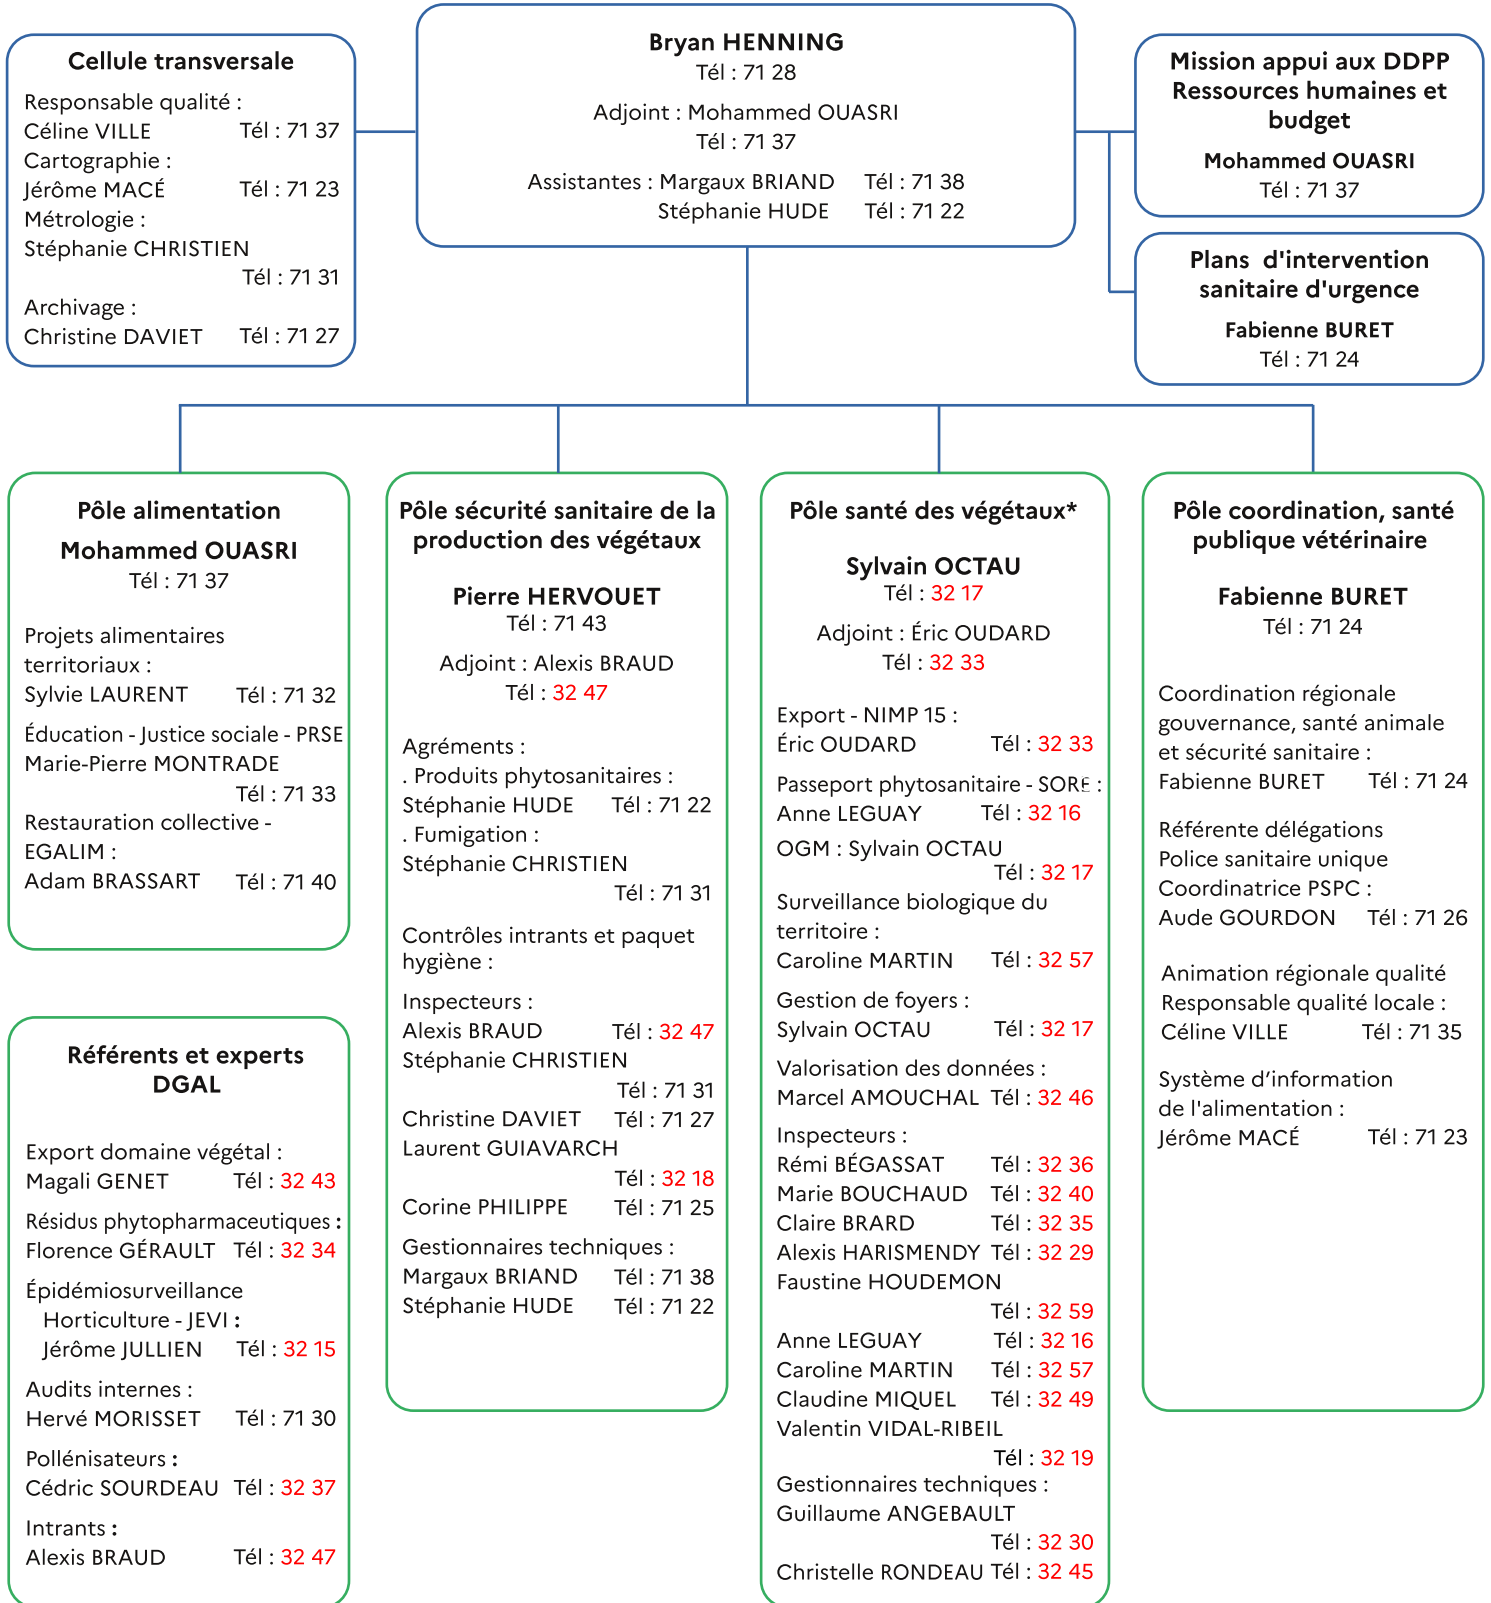 Cellule transversale
Responsable qualité :
Céline VILLE Tél : 71 37
Cartographie :
Jérôme MACÉ Tél : 71 23
Métrologie :
Stéphanie CHRISTIEN
Tél : 71 31
Archivage :
Christine DAVIET Tél : 71 27
Bryan HENNING
Tél : 71 28
Adjoint : Mohammed OUASRI
Tél : 71 37
Assistantes : Margaux BRIAND Tél : 71 38
Stéphanie HUDE Tél : 71 22
Mission appui aux DDPP
Ressources humaines et
budget
Mohammed OUASRI
Tél : 71 37
Plans d'intervention
sanitaire d'urgence
Fabienne BURET
Tél : 71 24
Pôle alimentation
Mohammed OUASRI
Tél : 71 37
Projets alimentaires
territoriaux :
Sylvie LAURENT Tél : 71 32
Éducation - Justice sociale - PRSE
Marie-Pierre MONTRADE
Tél : 71 33
Restauration collective -
EGALIM :
Adam BRASSART Tél : 71 40
Référents et experts
DGAL
Export domaine végétal :
Magali GENET Tél : 32 43
Résidus phytopharmaceutiques :
Florence GÉRAULT Tél : 32 34
Épidémiosurveillance
Horticulture - JEVI :
Jérôme JULLIEN Tél : 32 15
Audits internes :
Hervé MORISSET Tél : 71 30
Pollénisateurs :
Cédric SOURDEAU Tél : 32 37
Intrants :
Alexis BRAUD Tél : 32 47
Pôle sécurité sanitaire de la
production des végétaux
Pierre HERVOUET
Tél : 71 43
Adjoint : Alexis BRAUD
Tél : 32 47
Agréments :
. Produits phytosanitaires :
Stéphanie HUDE Tél : 71 22
. Fumigation :
Stéphanie CHRISTIEN
Tél : 71 31
Contrôles intrants et paquet
hygiène :
Inspecteurs :
Alexis BRAUD Tél : 32 47
Stéphanie CHRISTIEN
Tél : 71 31
Christine DAVIET Tél : 71 27
Laurent GUIAVARCH
Tél : 32 18
Corine PHILIPPE Tél : 71 25
Gestionnaires techniques :
Margaux BRIAND Tél : 71 38
Stéphanie HUDE Tél : 71 22
Pôle santé des végétaux*
Sylvain OCTAU
Tél : 32 17
Adjoint : Éric OUDARD
Tél : 32 33
Export - NIMP 15 :
Éric OUDARD Tél : 32 33
Passeport phytosanitaire - SORE :
Anne LEGUAY Tél : 32 16
OGM : Sylvain OCTAU
Tél : 32 17
Surveillance biologique du
territoire :
Caroline MARTIN Tél : 32 57
Gestion de foyers :
Sylvain OCTAU Tél : 32 17
Valorisation des données :
Marcel AMOUCHAL Tél : 32 46
Inspecteurs :
Rémi BÉGASSAT Tél : 32 36
Marie BOUCHAUD Tél : 32 40
Claire BRARD Tél : 32 35
Alexis HARISMENDY Tél : 32 29
Faustine HOUDEMON
Tél : 32 59
Anne LEGUAY Tél : 32 16
Caroline MARTIN Tél : 32 57
Claudine MIQUEL Tél : 32 49
Valentin VIDAL-RIBEIL
Tél : 32 19
Gestionnaires techniques :
Guillaume ANGEBAULT
Tél : 32 30
Christelle RONDEAU Tél : 32 45
Pôle coordination, santé
publique vétérinaire
Fabienne BURET
Tél : 71 24
Coordination régionale
gouvernance, santé animale
et sécurité sanitaire :
Fabienne BURET Tél : 71 24
Référente délégations
Police sanitaire unique
Coordinatrice PSPC :
Aude GOURDON Tél : 71 26
Animation régionale qualité
Responsable qualité locale :
Céline VILLE Tél : 71 35
Système d’information
de l'alimentation :
Jérôme MACÉ Tél : 71 23